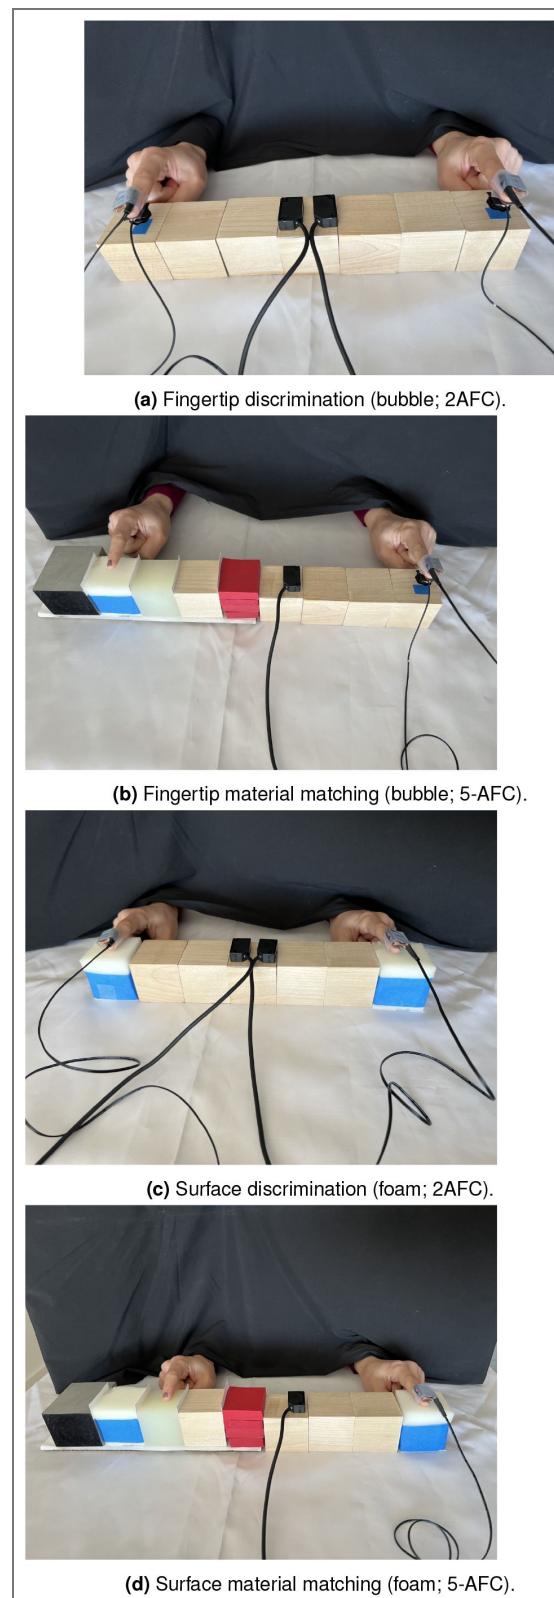 (a) Fingertip discrimination (bubble; 2AFC).
(b) Fingertip material matching (bubble; 5-AFC).
(c) Surface discrimination (foam; 2AFC).
(d) Surface material matching (foam; 5-AFC).